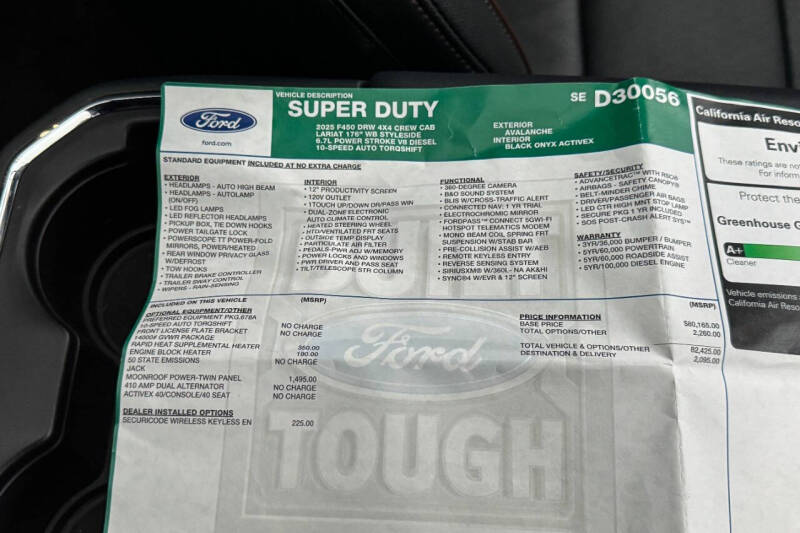 Ford
ford.com
VEHICLE DESCRIPTION
SUPER DUTY
2025 F450 DRW 4X4 CREW CAB
LARIAT 176" WB STYLESIDE
6.7L POWER STROKE V8 DIESEL
10-SPEED AUTO TORQSHIFT
EXTERIOR
AVALANCHE
INTERIOR
BLACK ONYX ACTIVEX
SE D30056
STANDARD EQUIPMENT INCLUDED AT NO EXTRA CHARGE
EXTERIOR
• HEADLAMPS - AUTO HIGH BEAM
• HEADLAMPS - AUTOLAMP
(ON/OFF)
• LED FOG LAMPS
• LED REFLECTOR HEADLAMPS
• PICKUP BOX, TIE DOWN HOOKS
• POWER TAILGATE LOCK
• POWERSCOPE TT POWER-FOLD
MIRRORS, POWER/HEATED
• REAR WINDOW PRIVACY GLASS
W/DEFROST
• TOW HOOKS
• TRAILER BRAKE CONTROLLER
• TRAILER SWAY CONTROL
• WIPERS - RAIN-SENSING
INTERIOR
• 12" PRODUCTIVITY SCREEN
• 120V OUTLET
• 1TOUCH UP/DOWN DR/PASS WIN
• DUAL-ZONE ELECTRONIC
AUTO CLIMATE CONTROL
• HEATED STEERING WHEEL
• HTD/VENTILATED FRT SEATS
• OUTSIDE TEMP DISPLAY
• PARTICULATE AIR FILTER
• PEDALS-PWR ADJ W/MEMORY
• POWER LOCKS AND WINDOWS
• PWR DRIVER AND PASS SEAT
• TILT/TELESCOPE STR COLUMN
FUNCTIONAL
• 360-DEGREE CAMERA
• B&O SOUND SYSTEM
• BLIS W/CROSS-TRAFFIC ALERT
• CONNECTED NAV: 1 YR TRIAL
• ELECTROCHROMIC MIRROR
• FORDPASS™ CONNECT 5GWI-FI
HOTSPOT TELEMATICS MODEM
• MONO BEAM COIL SPRING FRT
SUSPENSION W/STAB BAR
• PRE-COLLISION ASSIST W/AEB
• REMOTE KEYLESS ENTRY
• REVERSE SENSING SYSTEM
• SIRIUSXM® W/360L - NA AK&HI
• SYNC®4 W/EVR & 12" SCREEN
SAFETY/SECURITY
• ADVANCETRAC™ WITH RSC®
• AIRBAGS - SAFETY CANOPY®
• BELT-MINDER CHIME
• DRIVER/PASSENGER AIR BAGS
• LED CTR HIGH MNT STOP LAMP
• SECURE PKG 1 YR INCLUDED
• SOS POST-CRASH ALERT SYS™
WARRANTY
• 3YR/36,000 BUMPER / BUMPER
• 5YR/60,000 POWERTRAIN
• 5YR/60,000 ROADSIDE ASSIST
• 5YR/100,000 DIESEL ENGINE
INCLUDED ON THIS VEHICLE
(MSRP)
OPTIONAL EQUIPMENT/OTHER
PREFERRED EQUIPMENT PKG.678A
10-SPEED AUTO TORQSHIFT NO CHARGE
FRONT LICENSE PLATE BRACKET NO CHARGE
14000# GVWR PACKAGE
RAPID HEAT SUPPLEMENTAL HEATER 350.00
ENGINE BLOCK HEATER 190.00
50 STATE EMISSIONS NO CHARGE
JACK
MOONROOF POWER-TWIN PANEL 1,495.00
410 AMP DUAL ALTERNATOR NO CHARGE
ACTIVEX 40/CONSOLE/40 SEAT NO CHARGE
DEALER INSTALLED OPTIONS
SECURICODE WIRELESS KEYLESS EN 225.00
PRICE INFORMATION
(MSRP)
BASE PRICE $80,165.00
TOTAL OPTIONS/OTHER 2,260.00
TOTAL VEHICLE & OPTIONS/OTHER 82,425.00
DESTINATION & DELIVERY 2,095.00
Ford
TOUGH
California Air Reso
Envi
These ratings are not
For inform
Protect the
Greenhouse G
A+
Cleaner
Vehicle emissions
California Air Reso